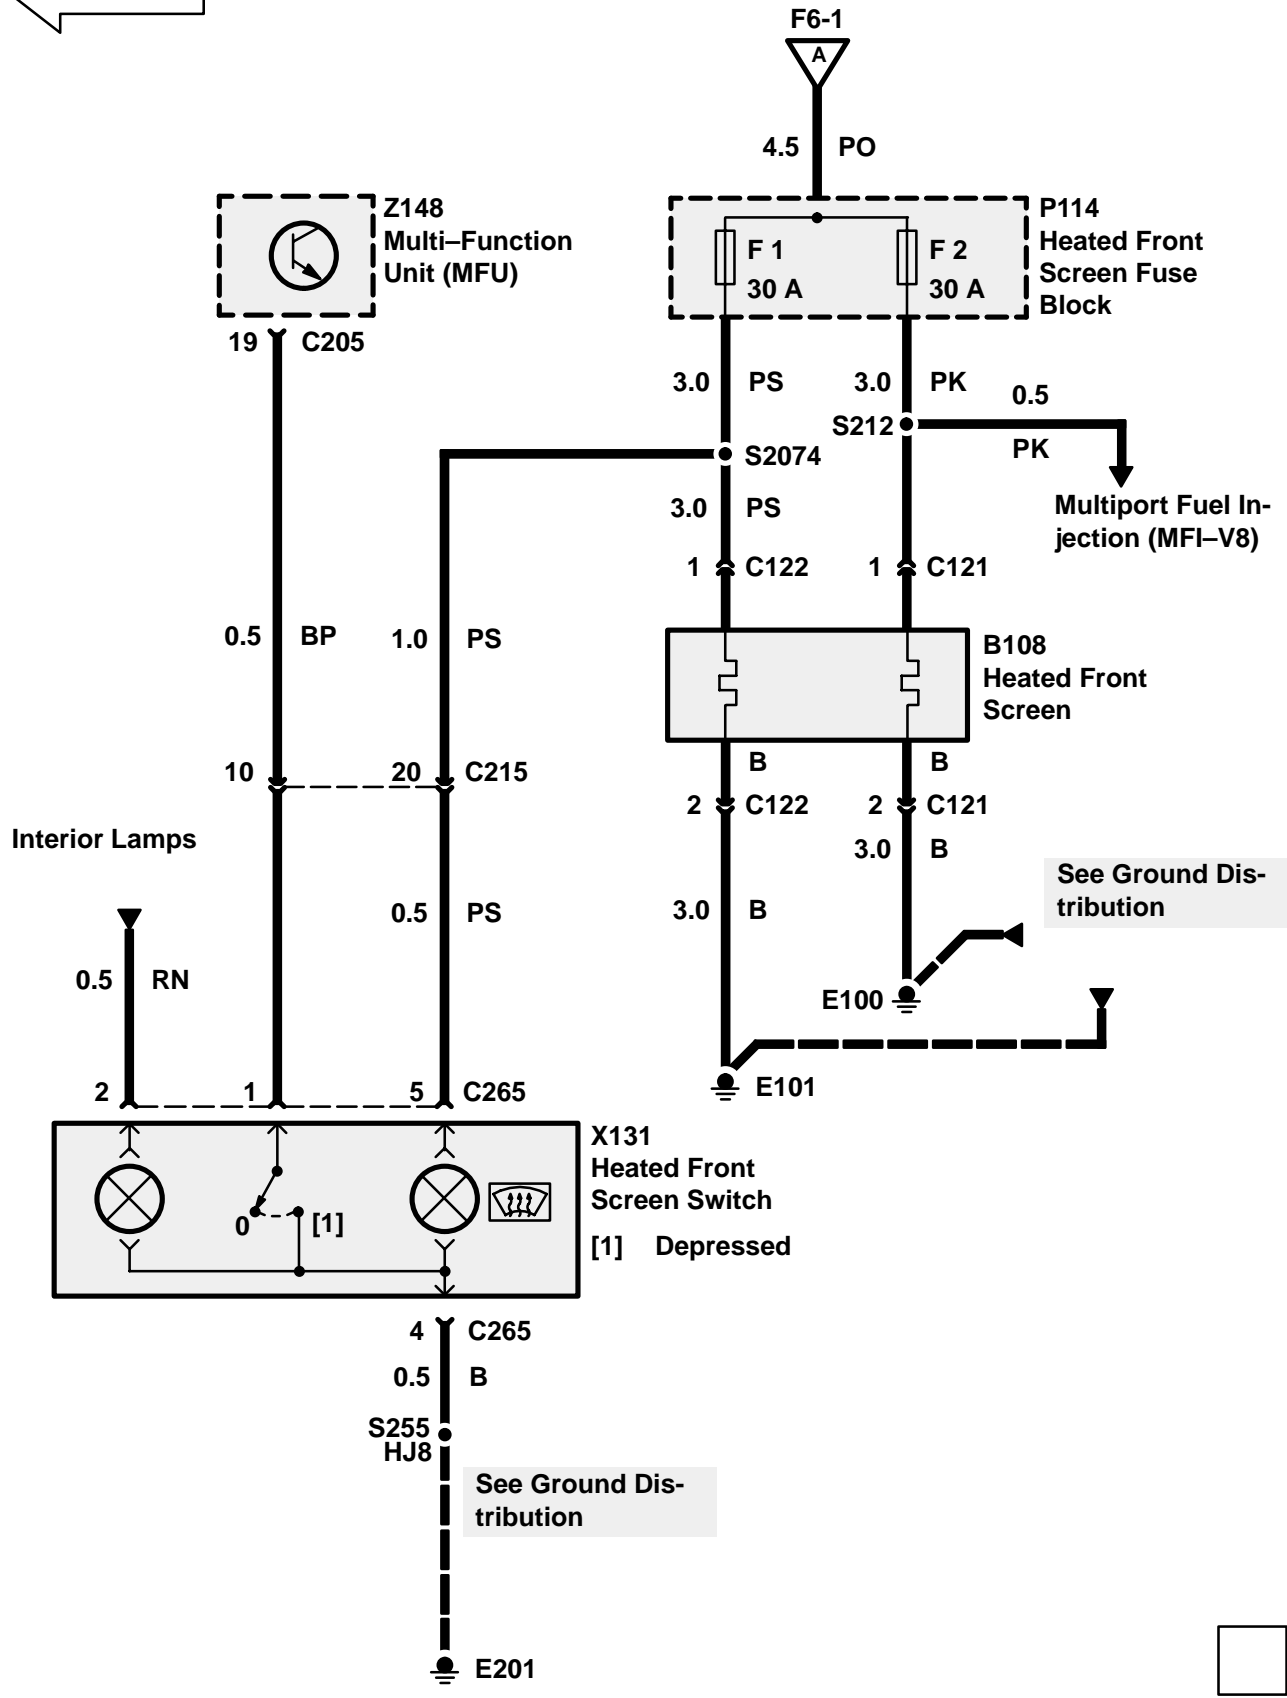 F6-1
A
4.5 PO
Z148
Multi–Function
Unit (MFU)
P114
Heated Front
Screen Fuse
Block
F 1
30 A
F 2
30 A
19 C205
3.0 PS
3.0 PK
0.5
PK
S212
S2074
3.0 PS
Multiport Fuel In-
jection (MFI–V8)
1 C122
1 C121
0.5 BP
1.0 PS
B108
Heated Front
Screen
B
B
10
20 C215
2 C122
2 C121
Interior Lamps
3.0 B
See Ground Dis-
tribution
0.5 PS
3.0 B
0.5 RN
E100
E101
2
1
5 C265
X131
Heated Front
Screen Switch
0
[1]
[1] Depressed
4 C265
0.5 B
S255
HJ8
See Ground Dis-
tribution
E201